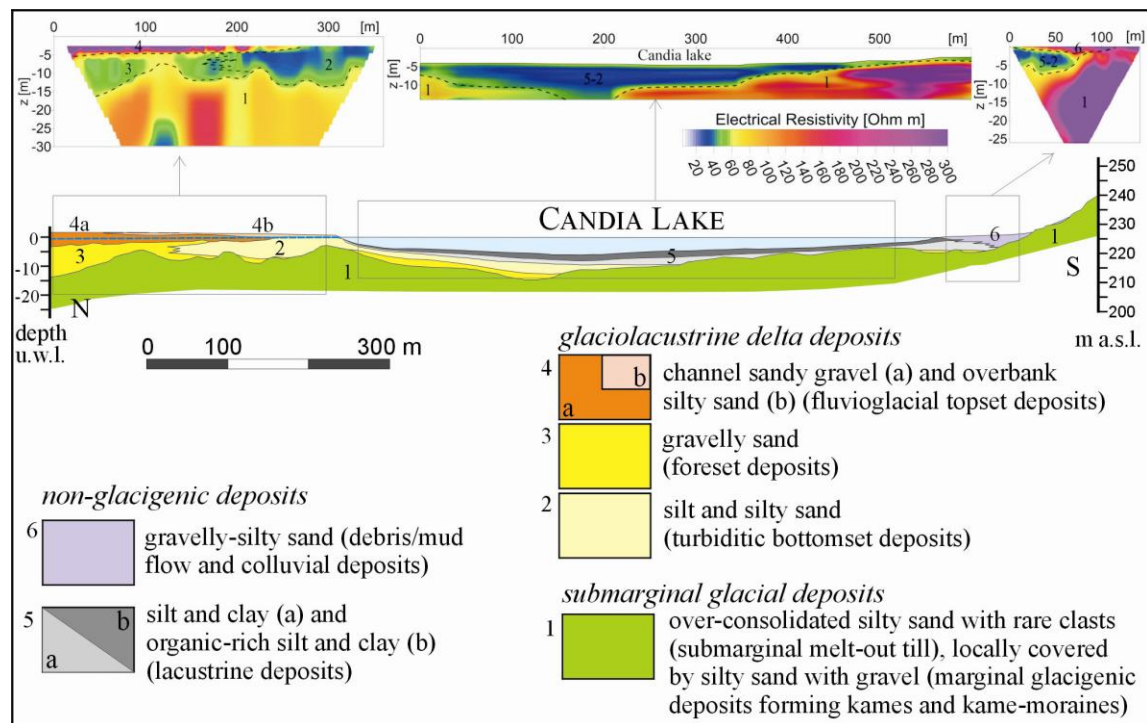 0 100 200 300 [m]
4
3
2
1
-5
-10
-15
-20
-25
-30
z [m]
0 100 200 300 400 500 [m]
Candia lake
5-2
1
1
-5
-10
z [m]
0 50 100 [m]
6
5-2
1
-5
-10
-15
-20
-25
z [m]
Electrical Resistivity [Ohm m]
20 40 60 80 100 120 140 160 180 200 220 240 260 280 300
4a
4b
CANDIA LAKE
3
2
1
5
6
1
0
-10
-20
N
S
250
240
230
220
210
200
depth
u.w.l.
m a.s.l.
0 100 300 m
glaciolacustrine delta deposits
4
a
b
channel sandy gravel (a) and overbank
silty sand (b) (fluvioglacial topset deposits)
3
gravelly sand
(foreset deposits)
2
silt and silty sand
(turbiditic bottomset deposits)
non-glacigenic deposits
6
gravelly-silty sand (debris/mud
flow and colluvial deposits)
5
a
b
silt and clay (a) and
organic-rich silt and clay (b)
(lacustrine deposits)
submarginal glacial deposits
1
over-consolidated silty sand with rare clasts
(submarginal melt-out till), locally covered
by silty sand with gravel (marginal glacigenic
deposits forming kames and kame-moraines)